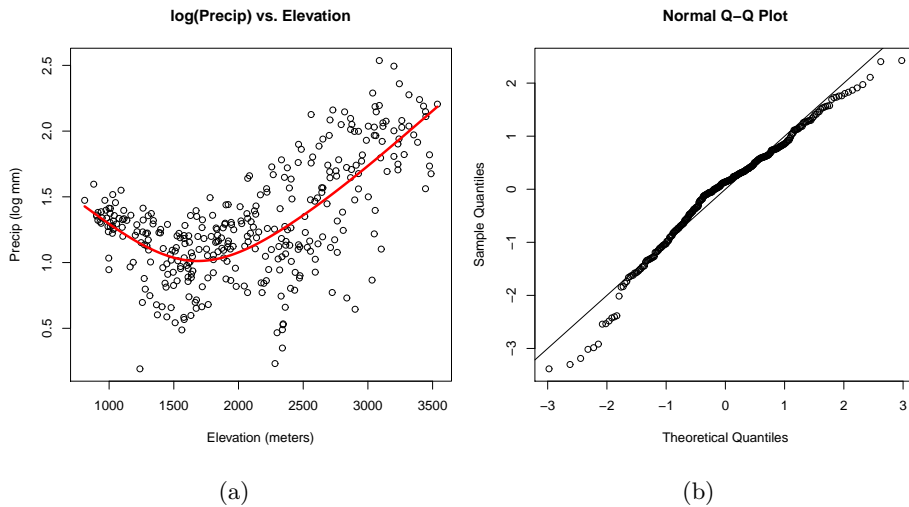 log(Precip) vs. Elevation
2.5
2.0
1.5
1.0
0.5
Precip (log mm)
1000 1500 2000 2500 3000 3500
Elevation (meters)
(a)
Normal Q−Q Plot
2
1
0
−1
−2
−3
Sample Quantiles
−3 −2 −1 0 1 2 3
Theoretical Quantiles
(b)